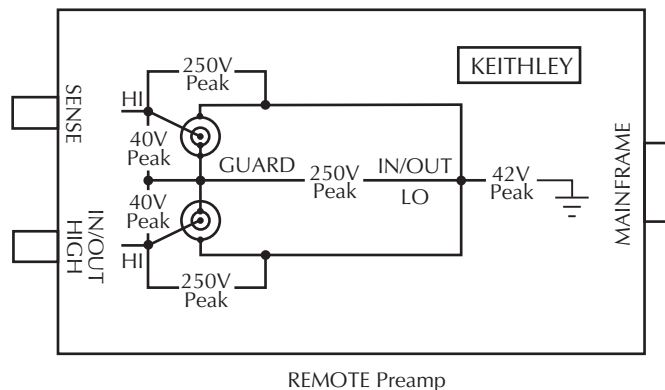 250V
Peak
KEITHLEY
SENSE
HI
40V
Peak
GUARD
250V
Peak
IN/OUT
LO
42V
Peak
MAINFRAME
40V
Peak
IN/OUT
HIGH
HI
250V
Peak
REMOTE Preamp